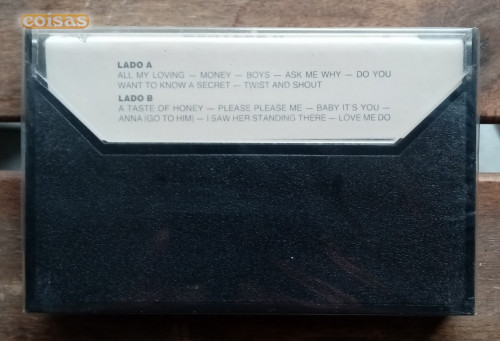 coisas
LADO A
ALL MY LOVING — MONEY — BOYS — ASK ME WHY — DO YOU
WANT TO KNOW A SECRET — TWIST AND SHOUT
LADO B
A TASTE OF HONEY — PLEASE PLEASE ME — BABY IT'S YOU —
ANNA (GO TO HIM) — I SAW HER STANDING THERE — LOVE ME DO